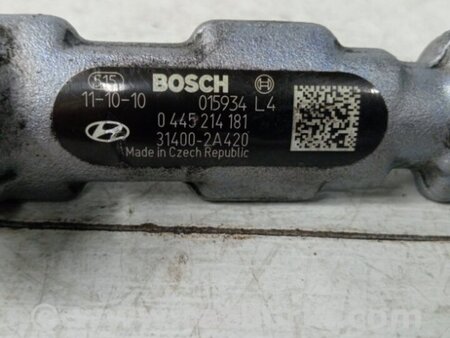 S15 BOSCH
11-10-10 015934 L4
0 445 214 181
31400-2A420
Made in Czech Republic